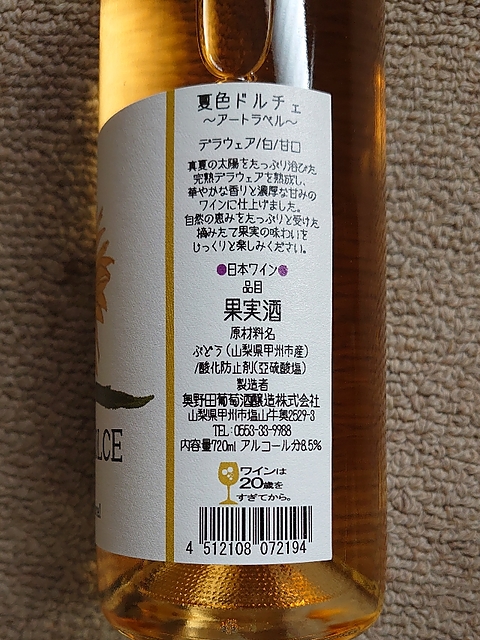 夏色ドルチェ
〜アートラベル〜
デラウェア/白/甘口
真夏の太陽をたっぷり浴びた
完熟デラウェアを熟成し、
華やかな香りと濃厚な甘みの
ワインに仕上げました。
自然の恵みをたっぷりと受けた
摘みたて果実の味わいを
じっくりと楽しみください。
●日本ワイン●
品目
果実酒
原材料名
ぶどう(山梨県甲州市産)
/酸化防止剤(亞硫酸塩)
製造者
奥野田葡萄酒醸造株式会社
山梨県甲州市塩山牛奥2529-3
TEL:0553-33-9988
内容量720ml アルコール分8.5%
ワインは
20歳を
すぎてから。
4 512108 072194
LCE